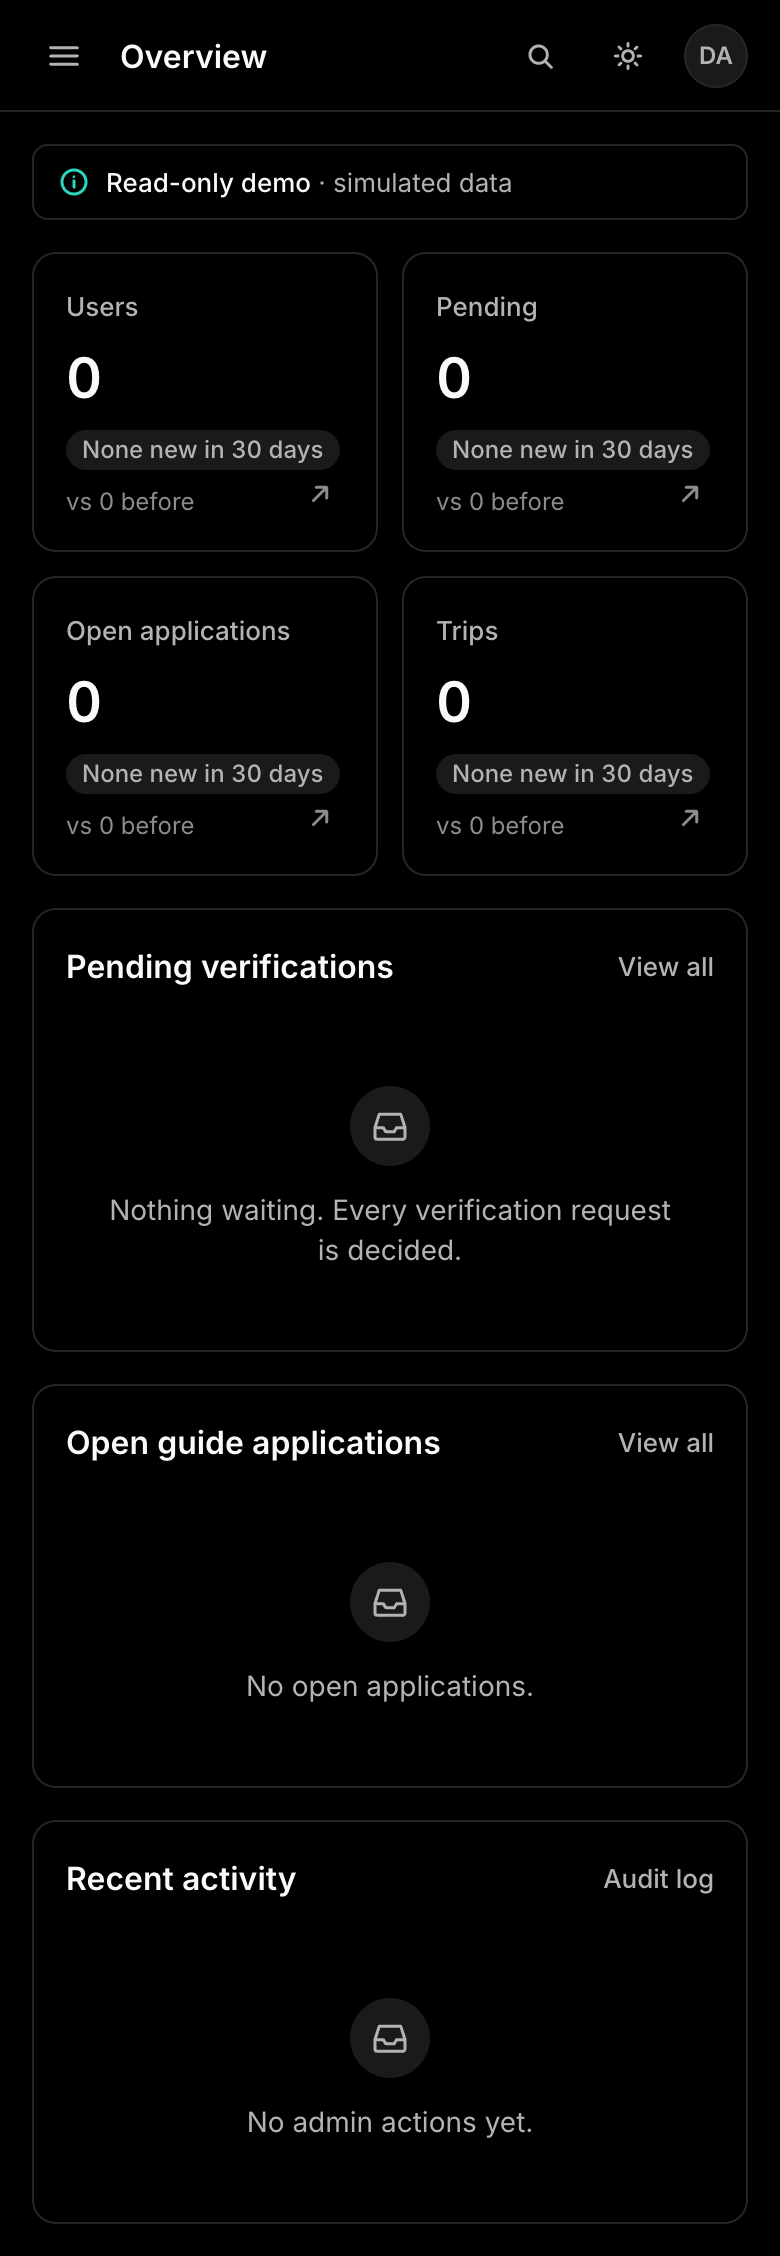 Overview
DA
Read-only demo · simulated data
Users
0
None new in 30 days
vs 0 before
Pending
0
None new in 30 days
vs 0 before
Open applications
0
None new in 30 days
vs 0 before
Trips
0
None new in 30 days
vs 0 before
Pending verifications
View all
Nothing waiting. Every verification request
is decided.
Open guide applications
View all
No open applications.
Recent activity
Audit log
No admin actions yet.